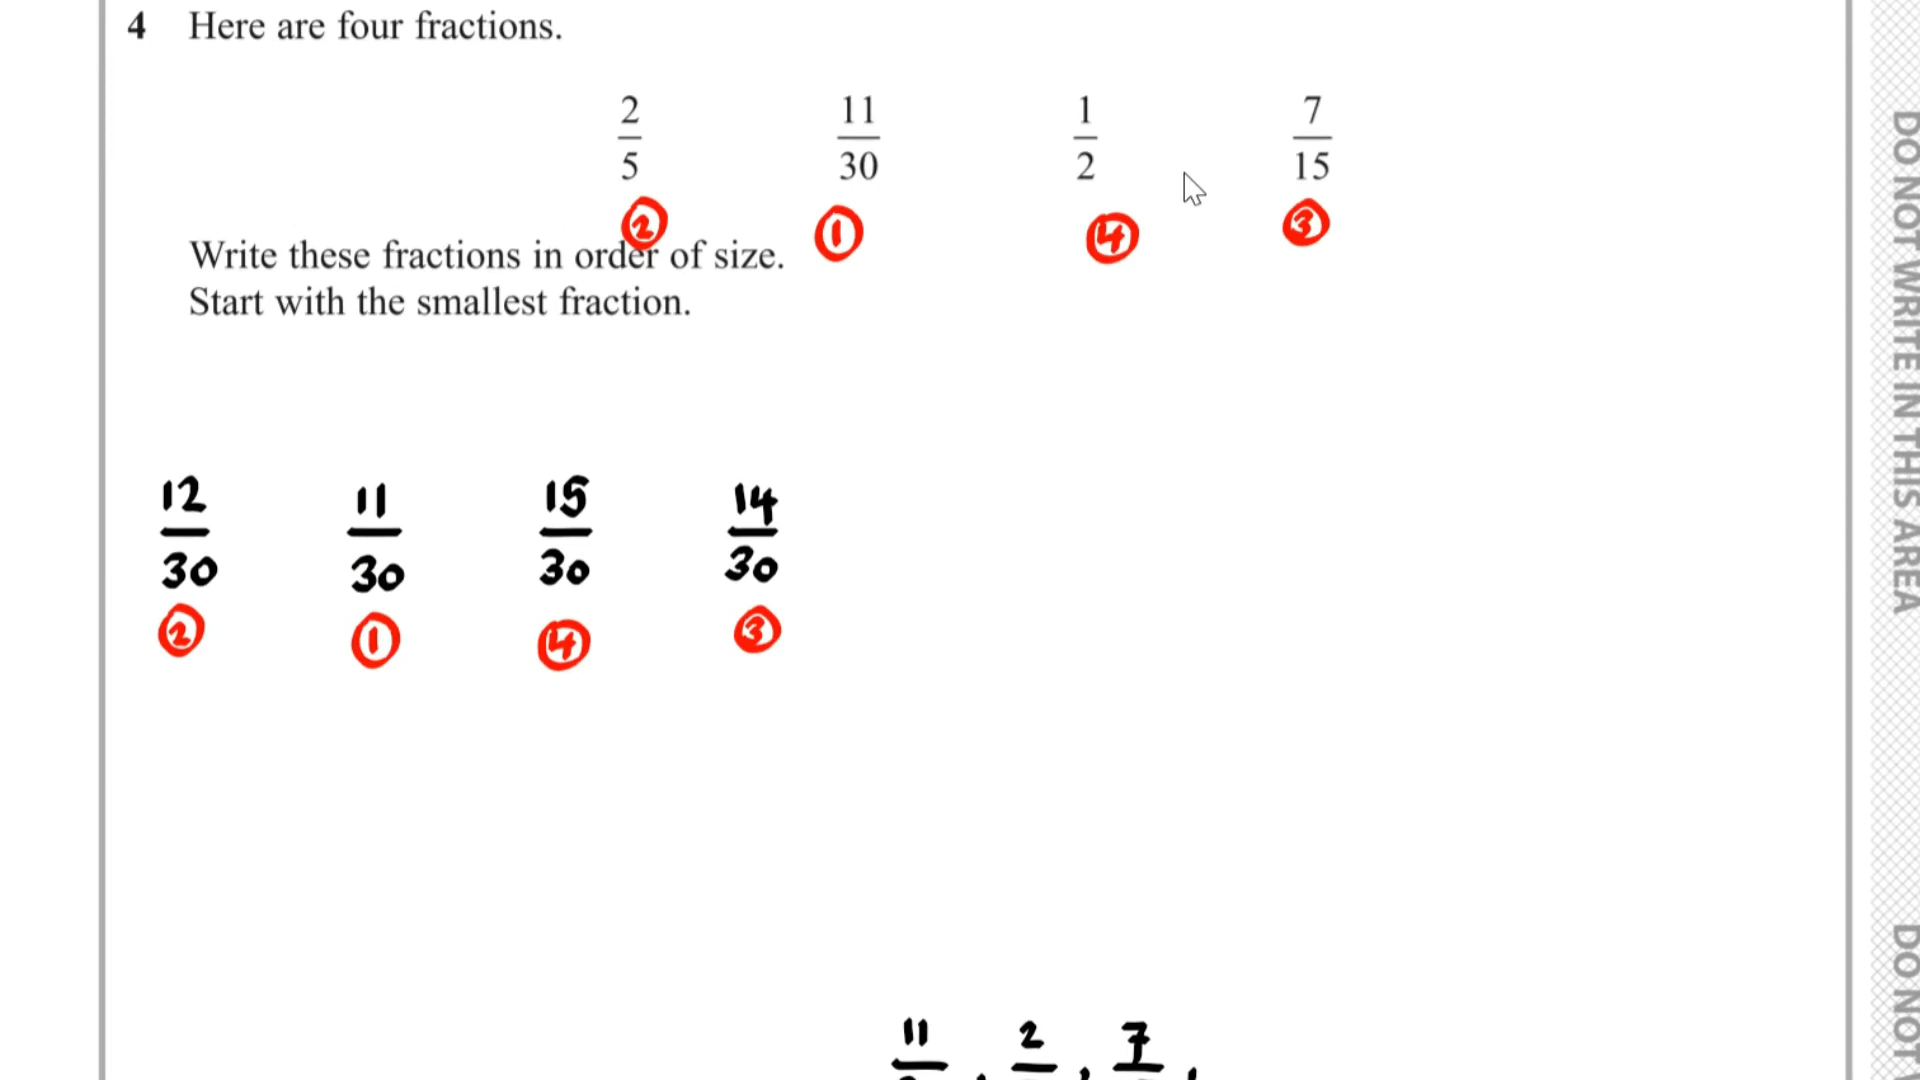 4 Here are four fractions.
2/5 11/30 1/2 7/15
② ① ④ ③
Write these fractions in order of size.
Start with the smallest fraction.
12/30 11/30 15/30 14/30
② ① ④ ③
11 2 7
DO NOT WRITE IN THIS AREA
DO NOT